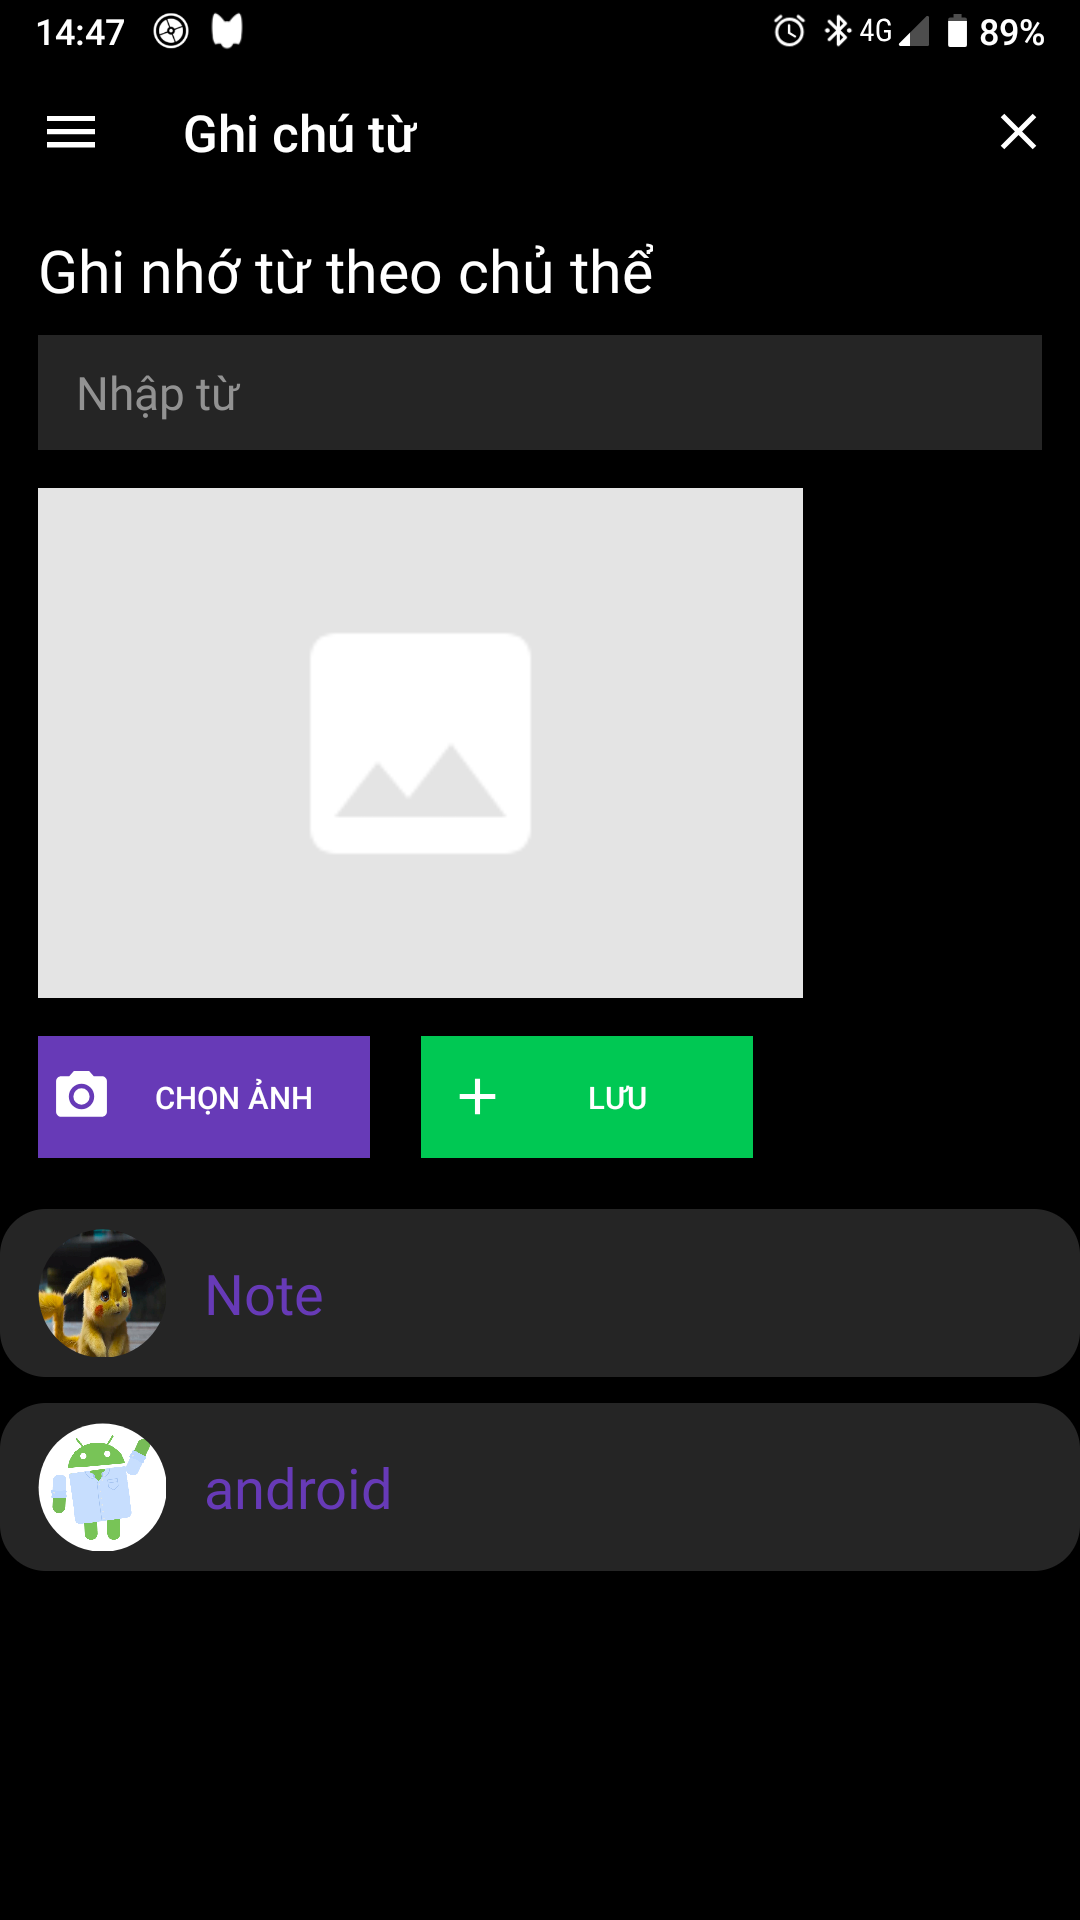 14:47 4G 89%
Ghi chú từ
Ghi nhớ từ theo chủ thể
Nhập từ
CHỌN ẢNH LƯU
Note
android